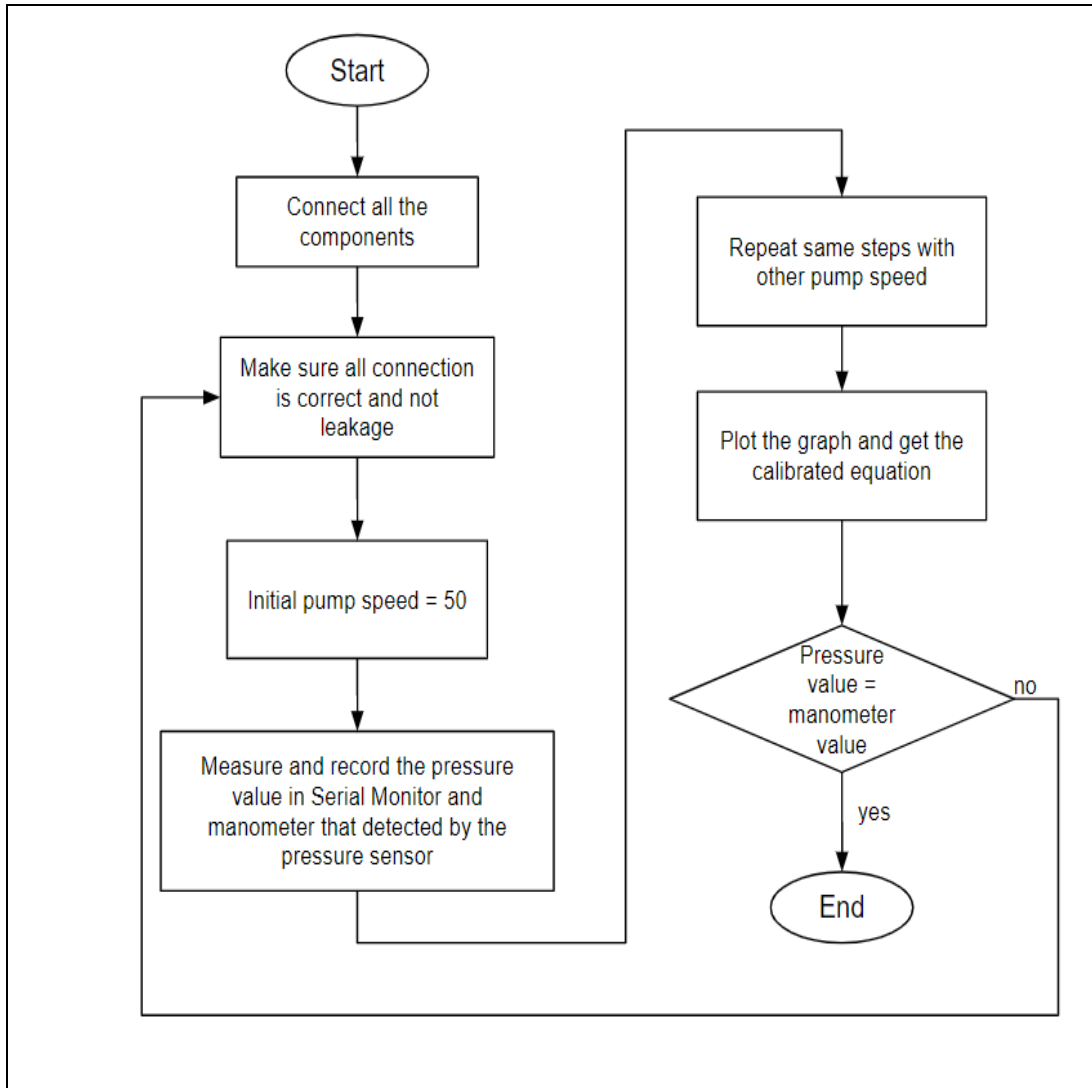 Start
Connect all the
components
Make sure all connection
is correct and not
leakage
Initial pump speed = 50
Measure and record the pressure
value in Serial Monitor and
manometer that detected by the
pressure sensor
Repeat same steps with
other pump speed
Plot the graph and get the
calibrated equation
Pressure
value =
manometer
value
no
yes
End